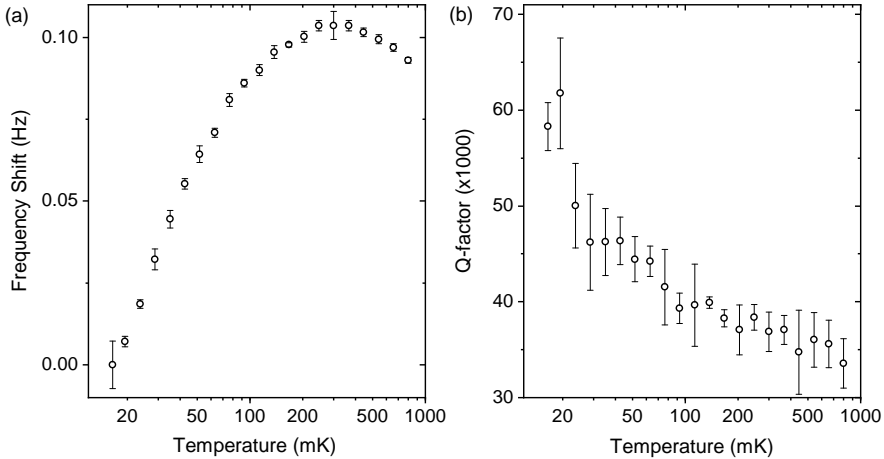 (a)
Frequency Shift (Hz)
0.10
0.05
0.00
20 50 100 200 500 1000
Temperature (mK)
(b)
Q-factor (x1000)
70
60
50
40
30
20 50 100 200 500 1000
Temperature (mK)